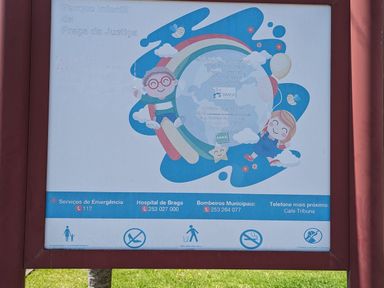 Parque Infantil
da
Praça da Justiça
Serviços de Emergência
112
Hospital de Braga
253 027 000
Bombeiros Municipais:
253 264 077
Telefone mais próximo
Café Tribuna